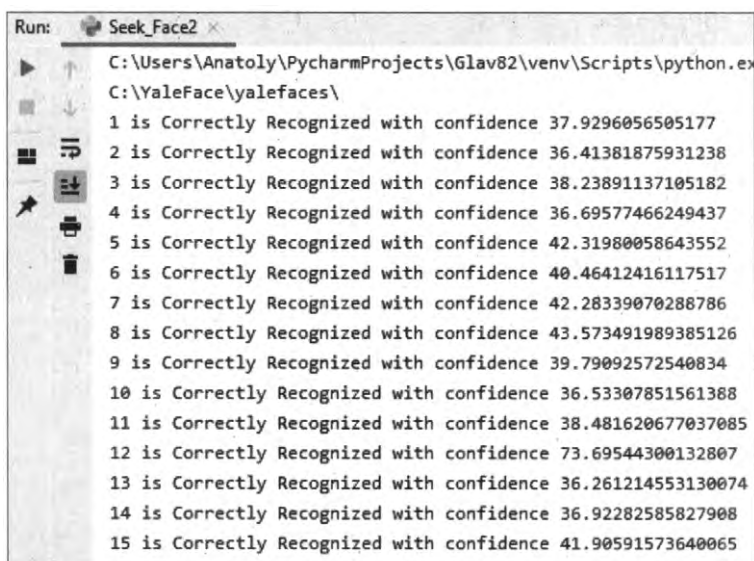 Run: Seek_Face2 ×
C:\Users\Anatoly\PycharmProjects\Glav82\venv\Scripts\python.ex
C:\YaleFace\yalefaces\
1 is Correctly Recognized with confidence 37.9296056505177
2 is Correctly Recognized with confidence 36.41381875931238
3 is Correctly Recognized with confidence 38.23891137105182
4 is Correctly Recognized with confidence 36.69577466249437
5 is Correctly Recognized with confidence 42.31980058643552
6 is Correctly Recognized with confidence 40.46412416117517
7 is Correctly Recognized with confidence 42.28339070288786
8 is Correctly Recognized with confidence 43.573491989385126
9 is Correctly Recognized with confidence 39.79092572540834
10 is Correctly Recognized with confidence 36.53307851561388
11 is Correctly Recognized with confidence 38.481620677037085
12 is Correctly Recognized with confidence 73.69544300132807
13 is Correctly Recognized with confidence 36.261214553130074
14 is Correctly Recognized with confidence 36.92282585827908
15 is Correctly Recognized with confidence 41.90591573640065